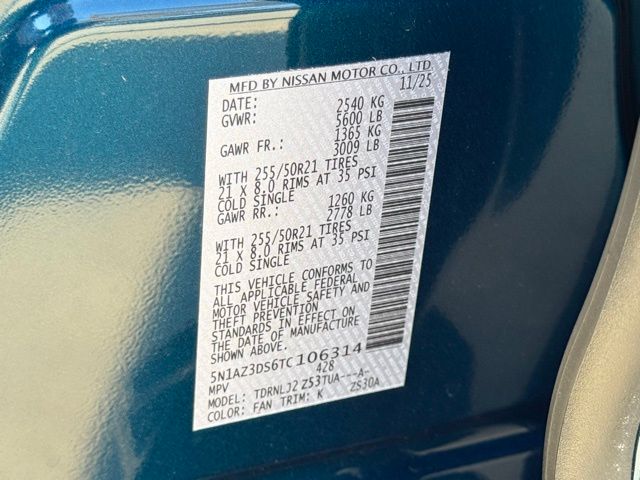 MFD BY NISSAN MOTOR CO., LTD.
DATE: 11/25
GVWR: 2540 KG
5600 LB
GAWR FR.: 1365 KG
3009 LB
WITH 255/50R21 TIRES
21 X 8.0 RIMS AT 35 PSI
COLD SINGLE
GAWR RR.: 1260 KG
2778 LB
WITH 255/50R21 TIRES
21 X 8.0 RIMS AT 35 PSI
COLD SINGLE
THIS VEHICLE CONFORMS TO
ALL APPLICABLE FEDERAL
MOTOR VEHICLE SAFETY AND
THEFT PREVENTION
STANDARDS IN EFFECT ON
THE DATE OF MANUFACTURE
SHOWN ABOVE.
5N1AZ3DS6TC106314
MPV 428
MODEL: TDRNLJ2 Z53TUA---A-
COLOR: FAN TRIM: K ZS30A